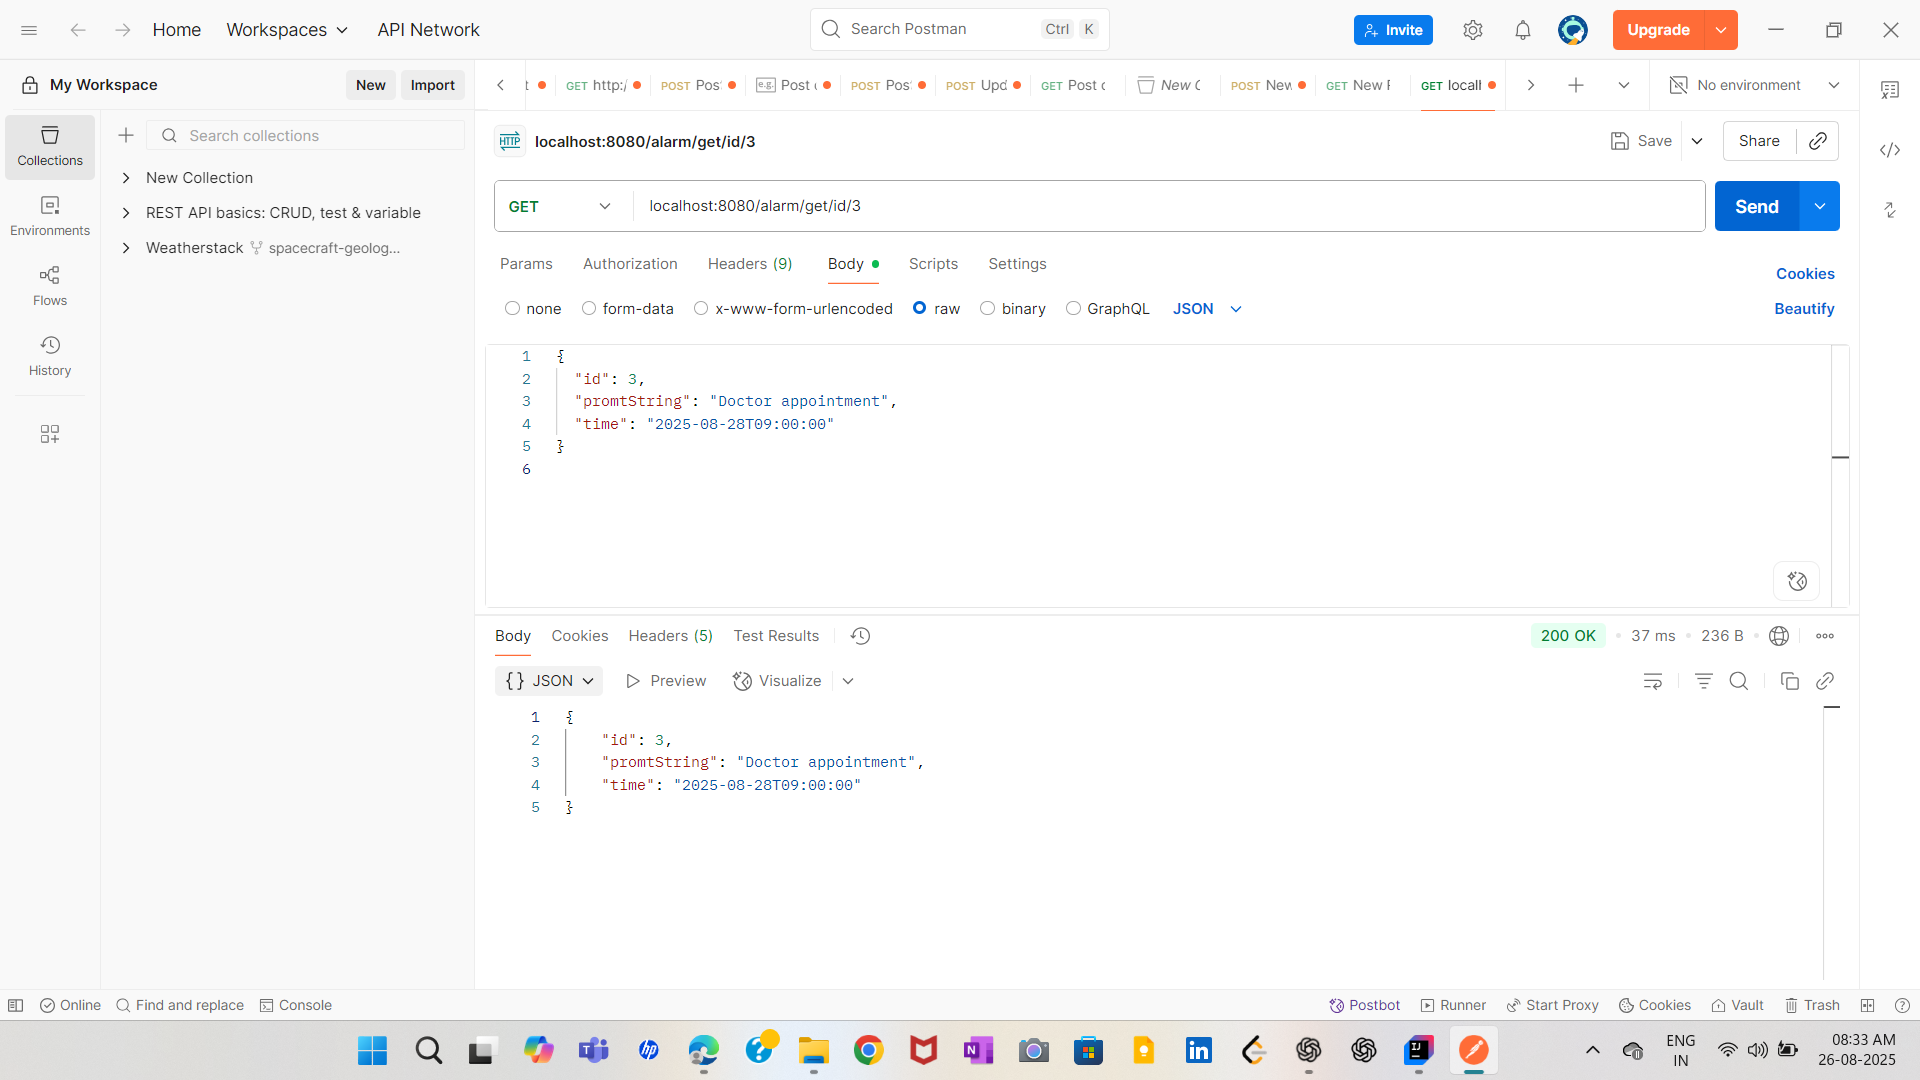 Home Workspaces API Network Search Postman Ctrl K Invite Upgrade
My Workspace New Import
GET http:/ POST Pos e.g. Post POST Pos POST Upd GET Post New POST New GET New locall GET No environment
Collections
Search collections
New Collection
REST API basics: CRUD, test & variable
Weatherstack spacecraft-geolog...
Environments
Flows
History
HTTP localhost:8080/alarm/get/id/3 Save Share
GET localhost:8080/alarm/get/id/3 Send
Params Authorization Headers (9) Body Scripts Settings Cookies
none form-data x-www-form-urlencoded raw binary GraphQL JSON Beautify
1 {
2 "id": 3,
3 "promtString": "Doctor appointment",
4 "time": "2025-08-28T09:00:00"
5 }
6
Body Cookies Headers (5) Test Results 200 OK 37 ms 236 B
{} JSON Preview Visualize
1 {
2 "id": 3,
3 "promtString": "Doctor appointment",
4 "time": "2025-08-28T09:00:00"
5 }
Online Find and replace Console Postbot Runner Start Proxy Cookies Vault Trash
ENG
IN
08:33 AM
26-08-2025